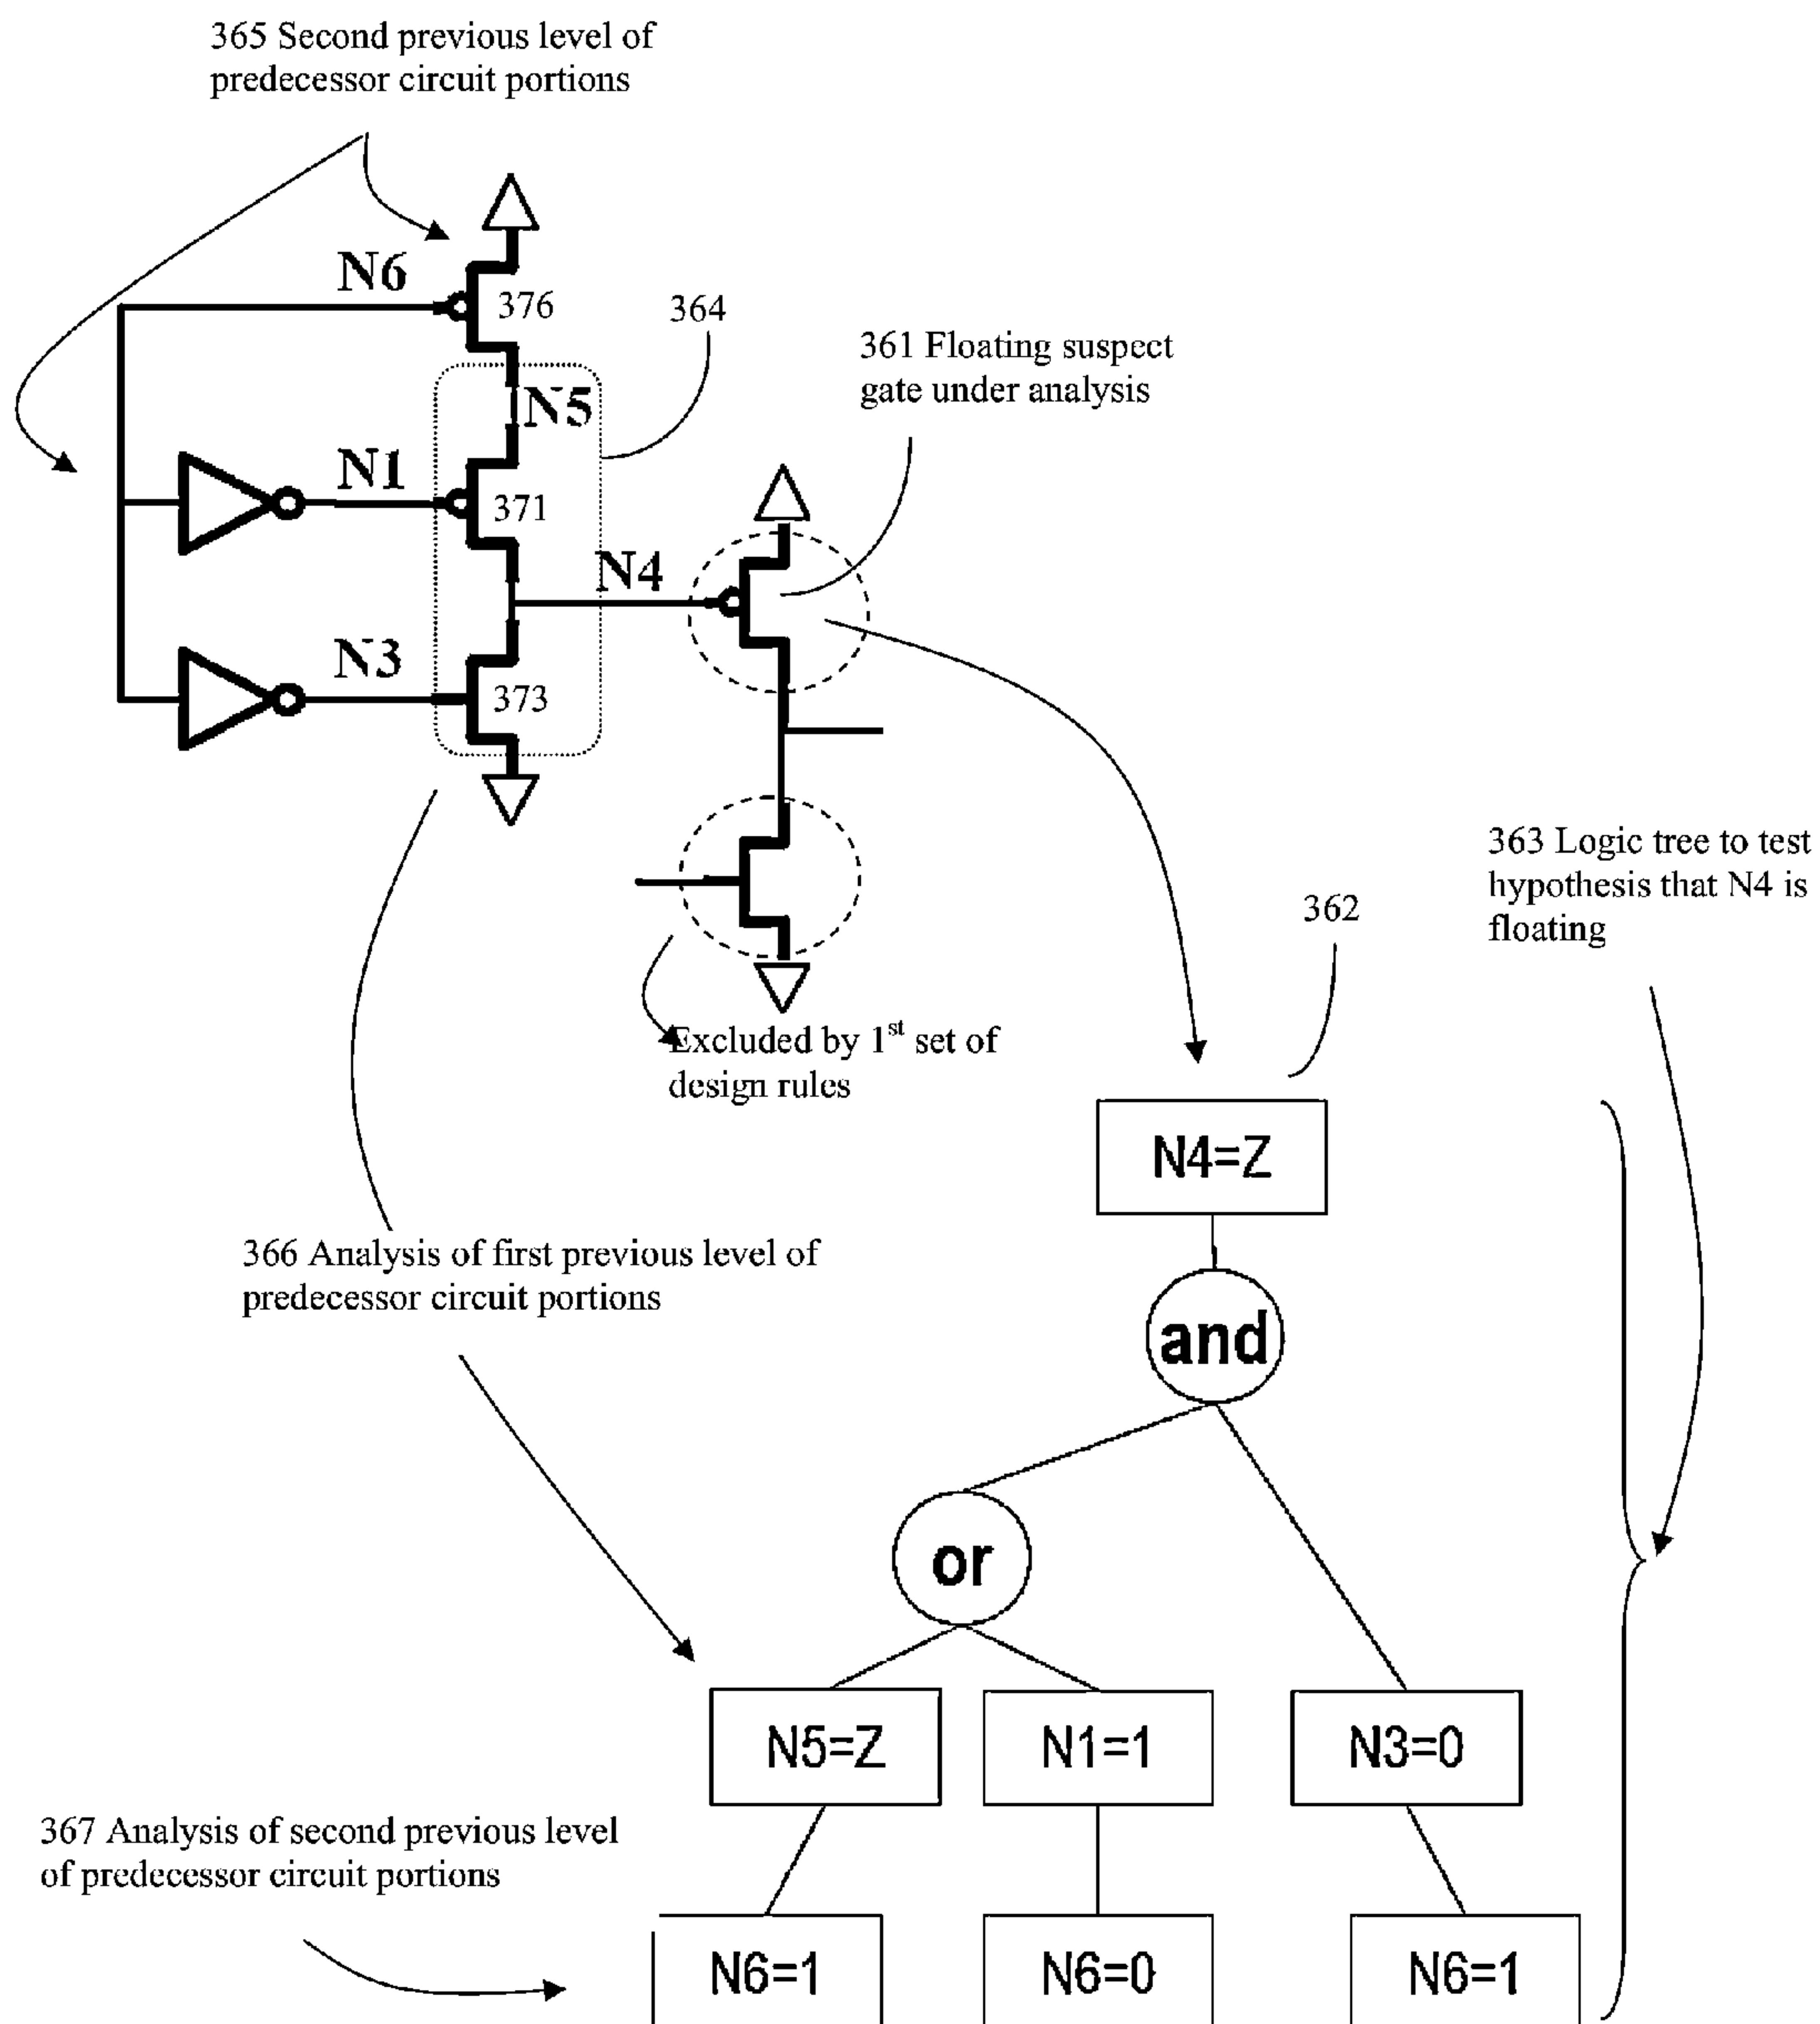 365 Second previous level of
predecessor circuit portions
N6
376
364
361 Floating suspect
gate under analysis
N5
N1
371
N4
N3
373
363 Logic tree to test
hypothesis that N4 is
floating
362
Excluded by 1st set of
design rules
N4=Z
366 Analysis of first previous level of
predecessor circuit portions
and
or
N5=Z
N1=1
N3=0
367 Analysis of second previous level
of predecessor circuit portions
N6=1
N6=0
N6=1